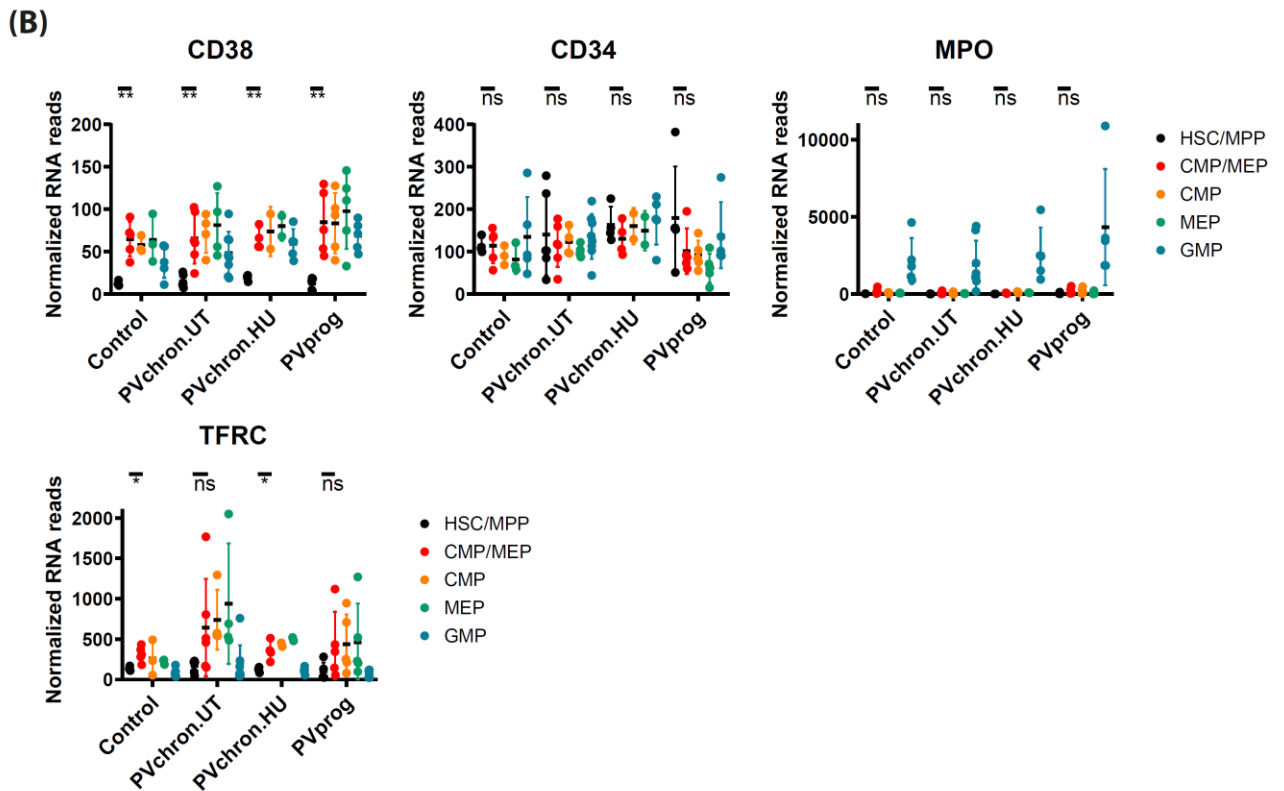 (B)
CD38
** ** ** **
Normalized RNA reads
200
150
100
50
0
Control PVchron.UT PVchron.HU PVprog
CD34
ns ns ns ns
Normalized RNA reads
400
300
200
100
0
Control PVchron.UT PVchron.HU PVprog
MPO
ns ns ns ns
Normalized RNA reads
10000
5000
0
Control PVchron.UT PVchron.HU PVprog
HSC/MPP
CMP/MEP
CMP
MEP
GMP
TFRC
* ns * ns
Normalized RNA reads
2000
1500
1000
500
0
Control PVchron.UT PVchron.HU PVprog
HSC/MPP
CMP/MEP
CMP
MEP
GMP